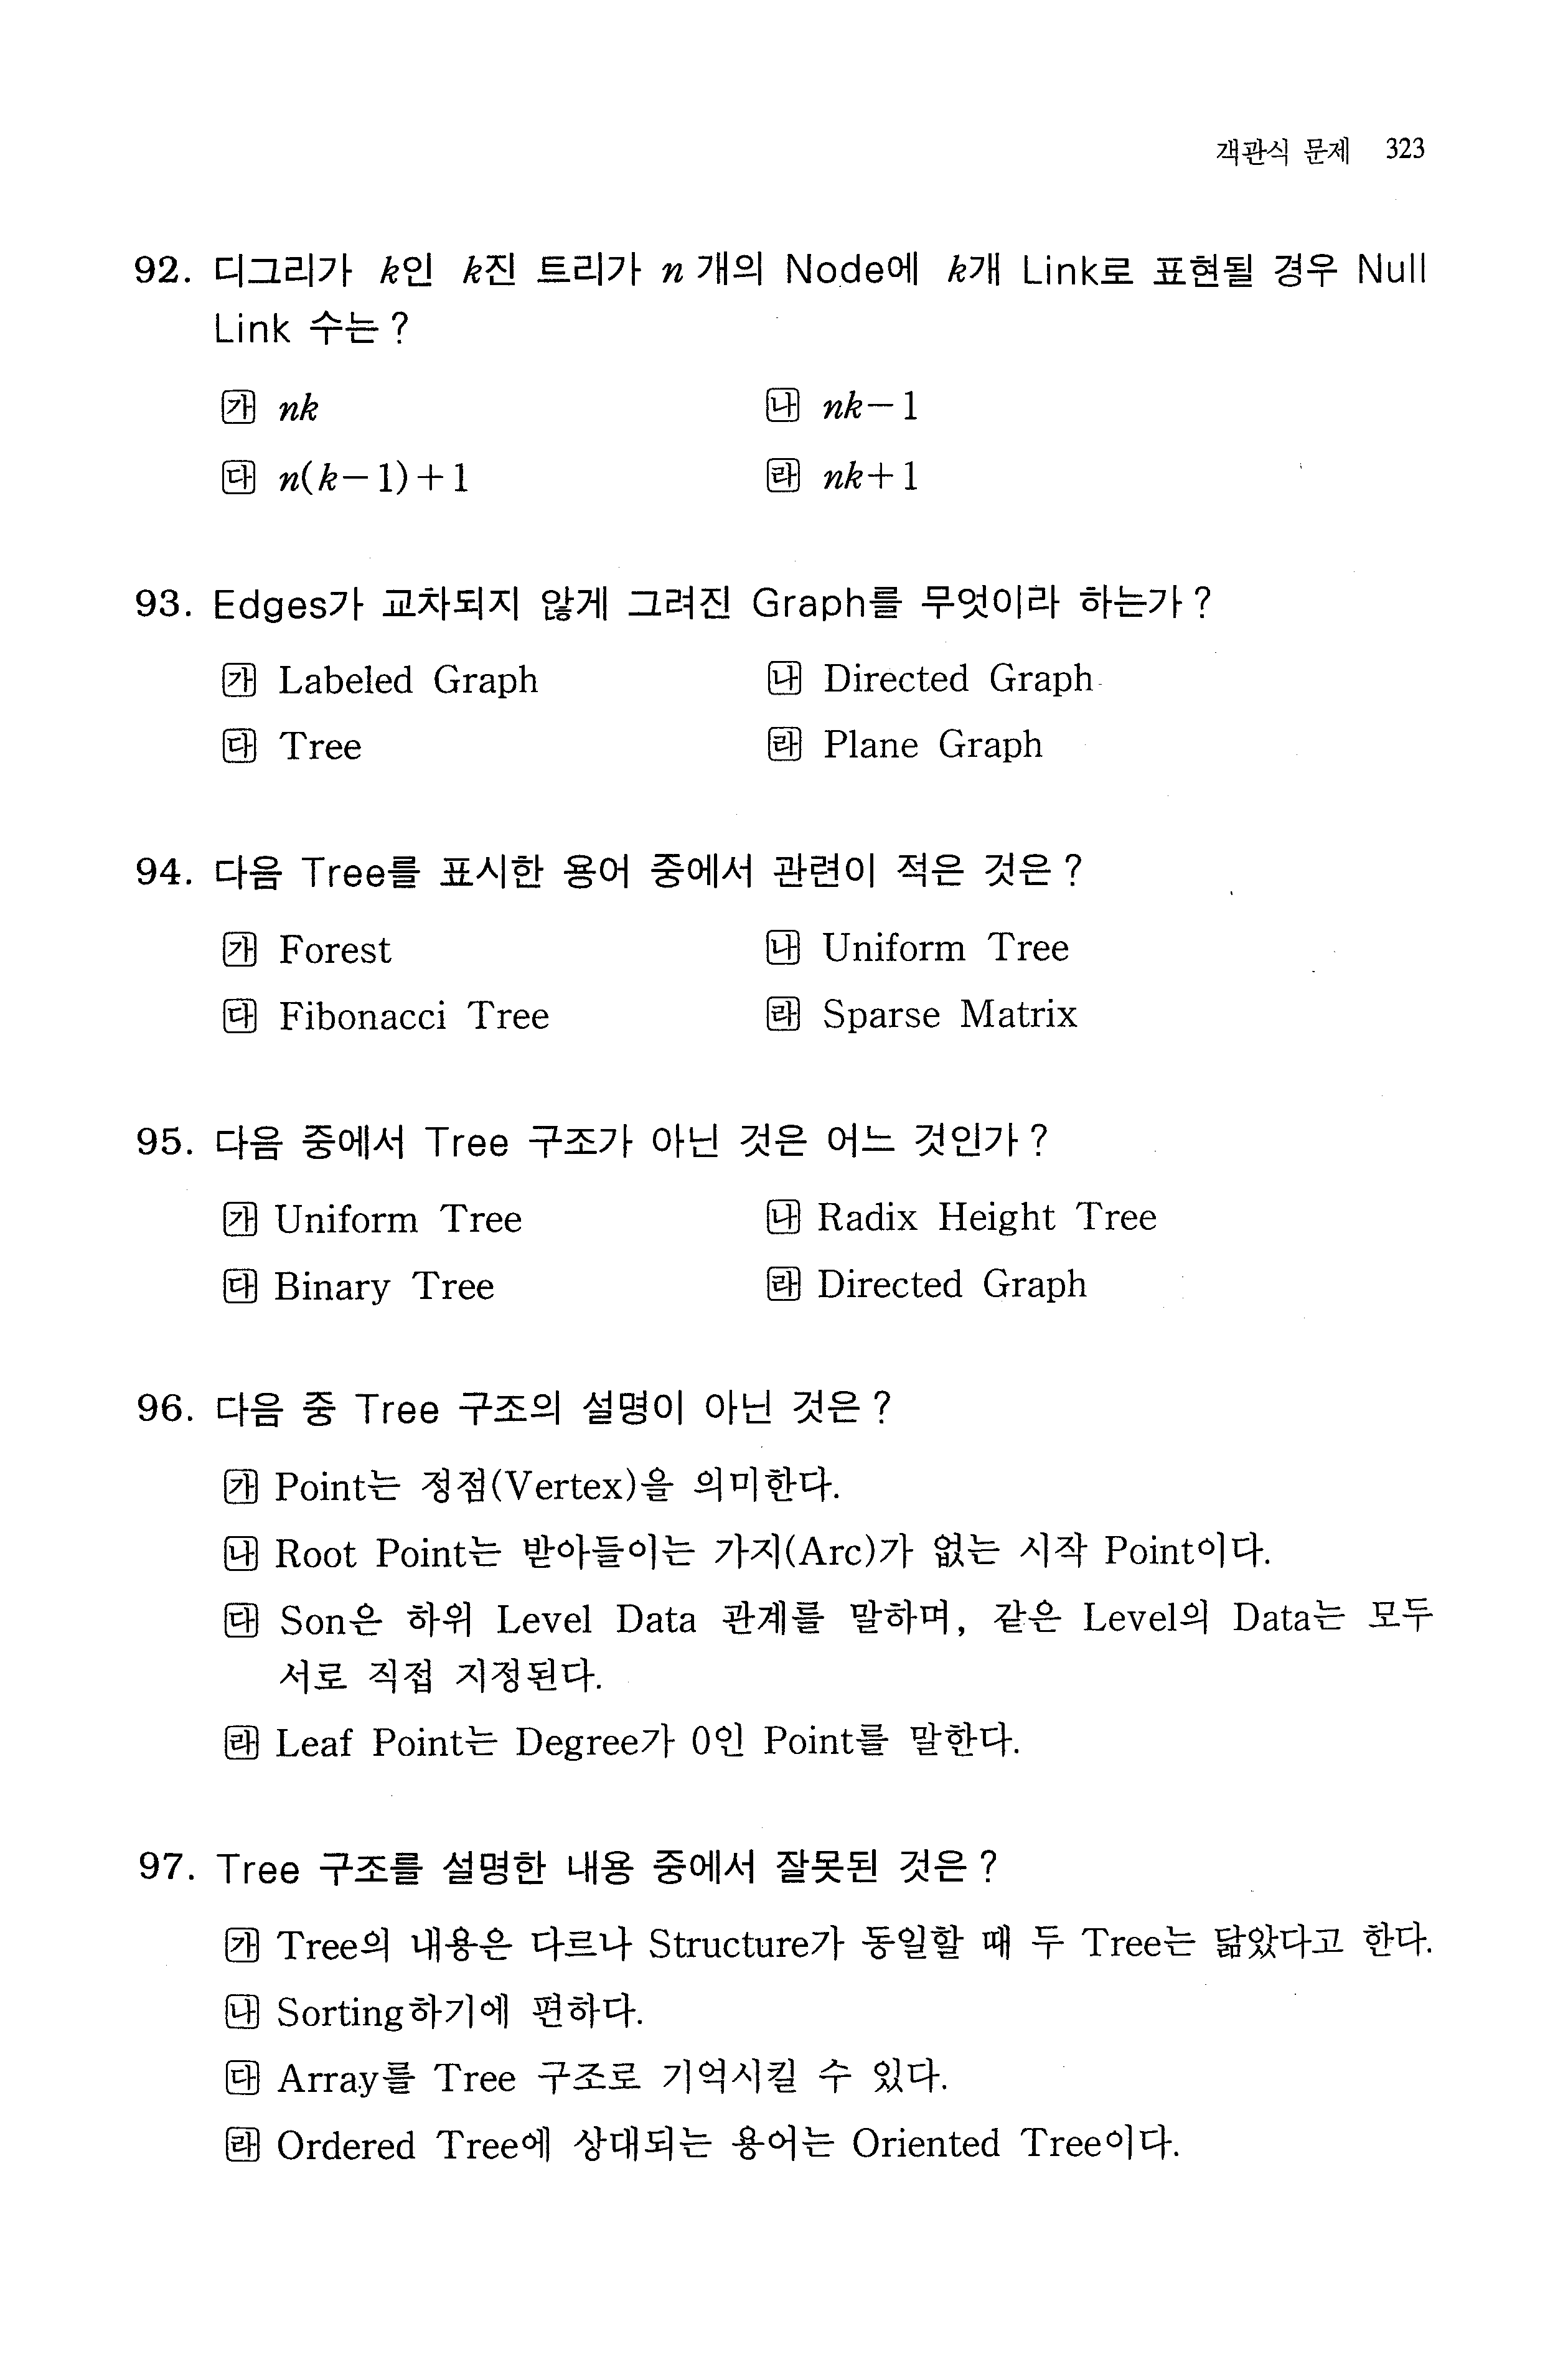 객관식 문제 323
92. 디그리가 k인 k진 트리가 n 개의 Node에 k개 Link로 표현될 경우 Null
Link 수는?
가 nk
나 nk-1
다 n(k-1)+1
라 nk+1
93. Edges가 교차되지 않게 그려진 Graph를 무엇이라 하는가?
가 Labeled Graph
나 Directed Graph
다 Tree
라 Plane Graph
94. 다음 Tree를 표시한 용어 중에서 관련이 적은 것은?
가 Forest
나 Uniform Tree
다 Fibonacci Tree
라 Sparse Matrix
95. 다음 중에서 Tree 구조가 아닌 것은 어느 것인가?
가 Uniform Tree
나 Radix Height Tree
다 Binary Tree
라 Directed Graph
96. 다음 중 Tree 구조의 설명이 아닌 것은?
가 Point는 정점(Vertex)을 의미한다.
나 Root Point는 받아들이는 가지(Arc)가 없는 시작 Point이다.
다 Son은 하위 Level Data 관계를 말하며, 같은 Level의 Data는 모두
서로 직접 지정된다.
라 Leaf Point는 Degree가 0인 Point를 말한다.
97. Tree 구조를 설명한 내용 중에서 잘못된 것은?
가 Tree의 내용은 다르나 Structure가 동일할 때 두 Tree는 닮았다고 한다.
나 Sorting하기에 편하다.
다 Array를 Tree 구조로 기억시킬 수 있다.
라 Ordered Tree에 상대되는 용어는 Oriented Tree이다.